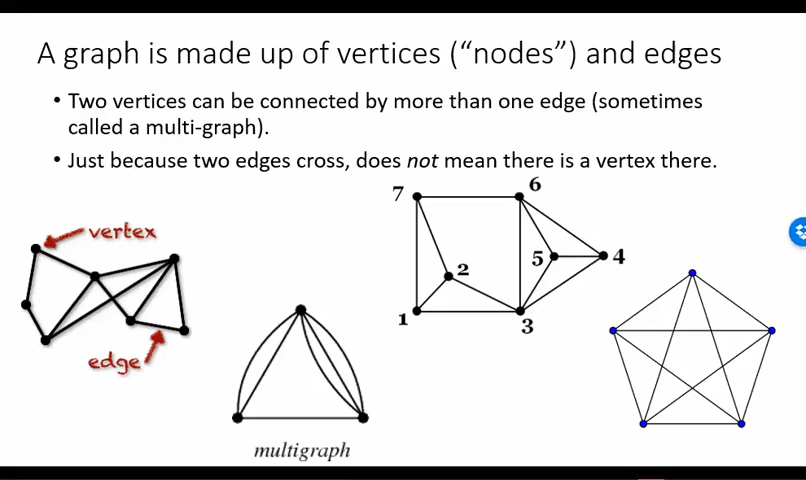 A graph is made up of vertices (“nodes”) and edges
• Two vertices can be connected by more than one edge (sometimes
called a multi-graph).
• Just because two edges cross, does not mean there is a vertex there.
7
6
vertex
5
4
2
1
3
edge
multigraph